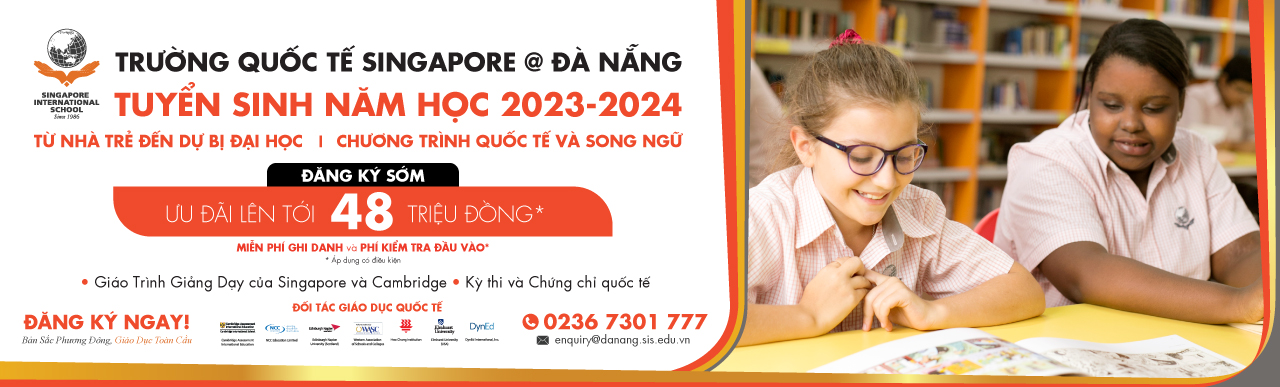 SINGAPORE
INTERNATIONAL
SCHOOL
Since 1986
TRƯỜNG QUỐC TẾ SINGAPORE @ ĐÀ NẴNG
TUYỂN SINH NĂM HỌC 2023-2024
TỪ NHÀ TRẺ ĐẾN DỰ BỊ ĐẠI HỌC | CHƯƠNG TRÌNH QUỐC TẾ VÀ SONG NGỮ
ĐĂNG KÝ SỚM
ƯU ĐÃI LÊN TỚI 48 TRIỆU ĐỒNG*
MIỄN PHÍ GHI DANH và PHÍ KIỂM TRA ĐẦU VÀO*
* Áp dụng có điều kiện
• Giáo Trình Giảng Dạy của Singapore và Cambridge • Kỳ thi và Chứng chỉ quốc tế
ĐỐI TÁC GIÁO DỤC QUỐC TẾ
ĐĂNG KÝ NGAY!
Bản Sắc Phương Đông, Giáo Dục Toàn Cầu
DynEd
0236 7301 777
enquiry@danang.sis.edu.vn